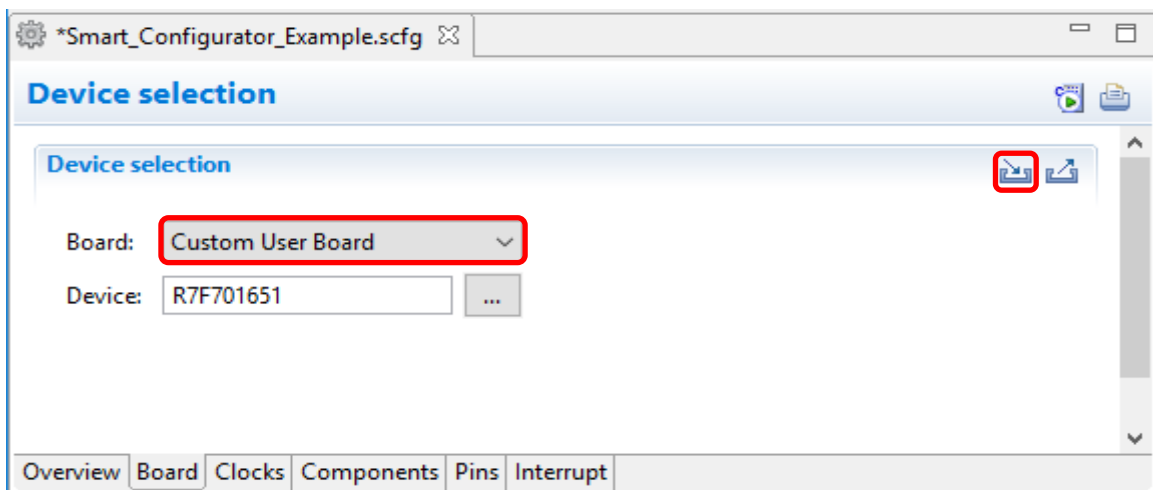 *Smart_Configurator_Example.scfg
Device selection
Device selection
Board: Custom User Board
Device: R7F701651 ...
Overview Board Clocks Components Pins Interrupt